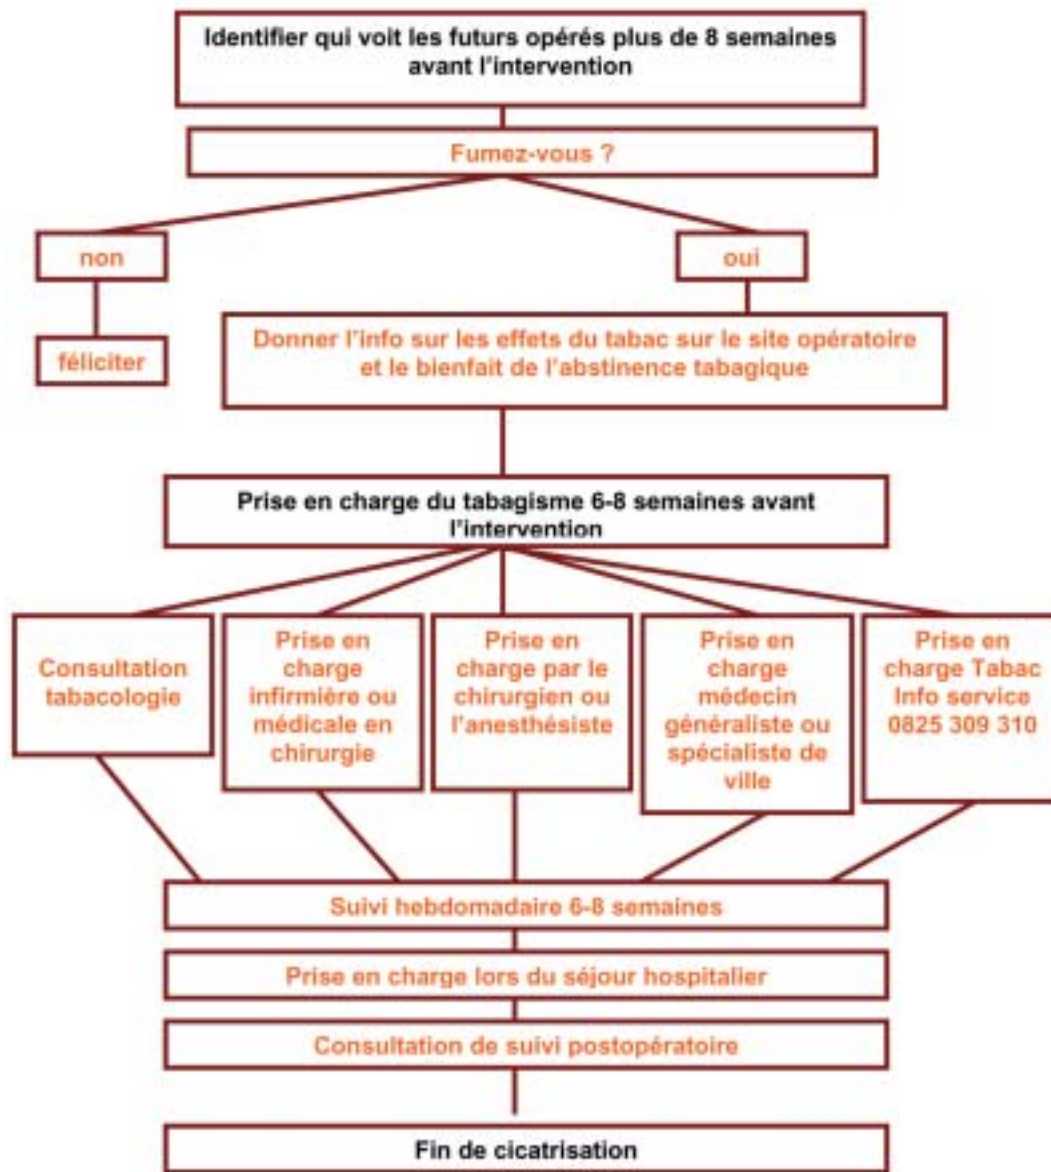 Identifier qui voit les futurs opérés plus de 8 semaines
avant l'intervention
Fumez-vous ?
non
oui
féliciter
Donner l'info sur les effets du tabac sur le site opératoire
et le bienfait de l'abstinence tabagique
Prise en charge du tabagisme 6-8 semaines avant
l'intervention
Consultation
tabacologie
Prise en
charge
infirmière ou
médicale en
chirurgie
Prise en
charge par le
chirurgien ou
l'anesthésiste
Prise en
charge
médecin
généraliste ou
spécialiste de
ville
Prise en
charge Tabac
Info service
0825 309 310
Suivi hebdomadaire 6-8 semaines
Prise en charge lors du séjour hospitalier
Consultation de suivi postopératoire
Fin de cicatrisation